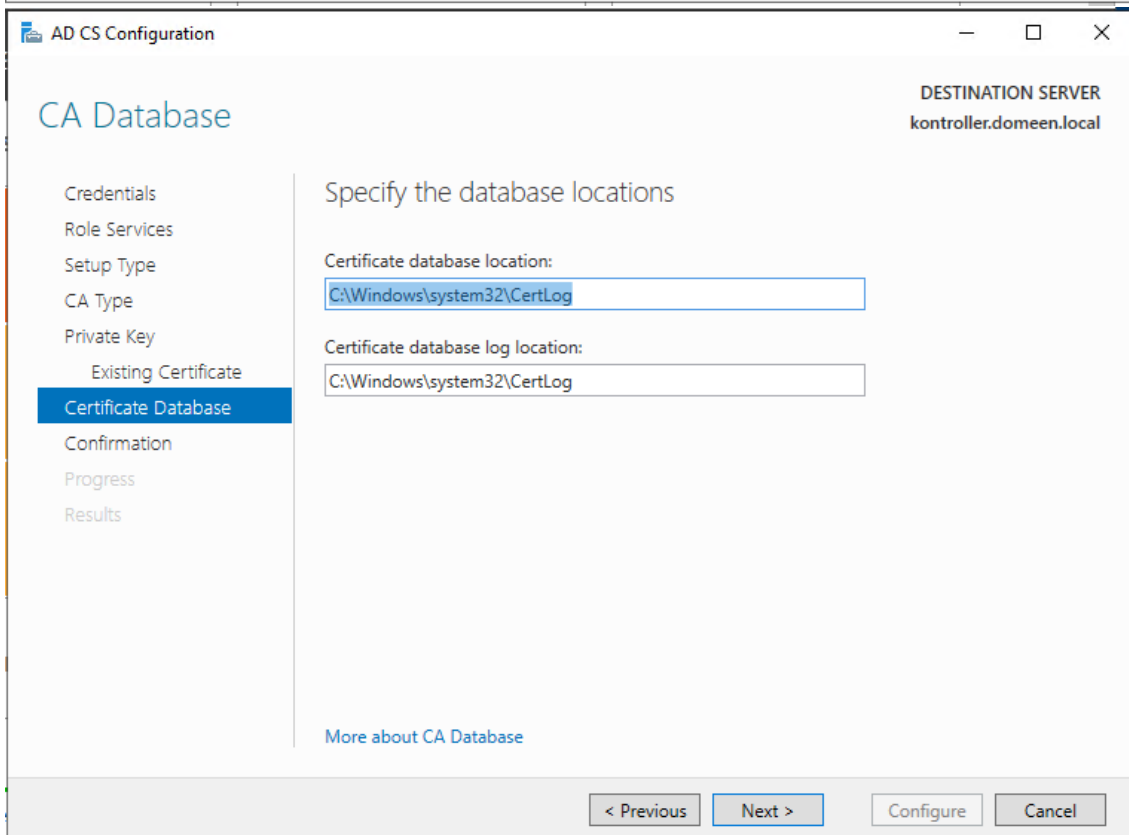 AD CS Configuration
DESTINATION SERVER
kontroller.domeen.local
CA Database
Credentials
Role Services
Setup Type
CA Type
Private Key
Existing Certificate
Certificate Database
Confirmation
Progress
Results
Specify the database locations
Certificate database location:
C:\Windows\system32\CertLog
Certificate database log location:
C:\Windows\system32\CertLog
More about CA Database
< Previous
Next >
Configure
Cancel